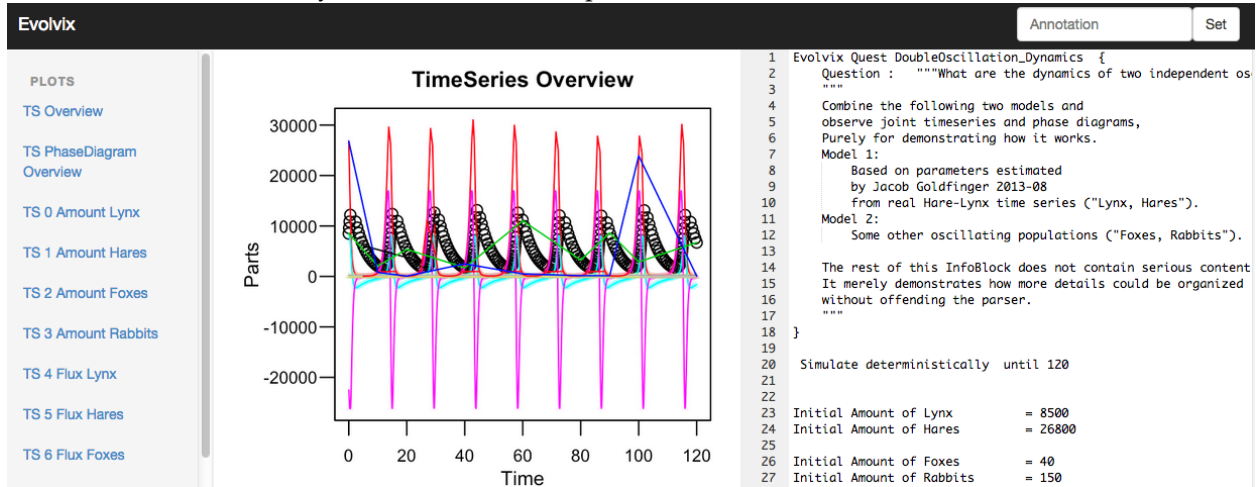 Evolvix
Annotation
Set
PLOTS
TS Overview
TS PhaseDiagram
Overview
TS 0 Amount Lynx
TS 1 Amount Hares
TS 2 Amount Foxes
TS 3 Amount Rabbits
TS 4 Flux Lynx
TS 5 Flux Hares
TS 6 Flux Foxes
TimeSeries Overview
Parts
30000
20000
10000
0
-10000
-20000
0 20 40 60 80 100 120
Time
1 Evolvix Quest DoubleOscillation_Dynamics {
2 Question : """What are the dynamics of two independent os
3 """
4 Combine the following two models and
5 observe joint timeseries and phase diagrams,
6 Purely for demonstrating how it works.
7 Model 1:
8 Based on parameters estimated
9 by Jacob Goldfinger 2013-08
10 from real Hare-Lynx time series ("Lynx, Hares").
11 Model 2:
12 Some other oscillating populations ("Foxes, Rabbits").
13
14 The rest of this InfoBlock does not contain serious content
15 It merely demonstrates how more details could be organized
16 without offending the parser.
17 """
18 }
19
20 Simulate deterministically until 120
21
22
23 Initial Amount of Lynx = 8500
24 Initial Amount of Hares = 26800
25
26 Initial Amount of Foxes = 40
27 Initial Amount of Rabbits = 150